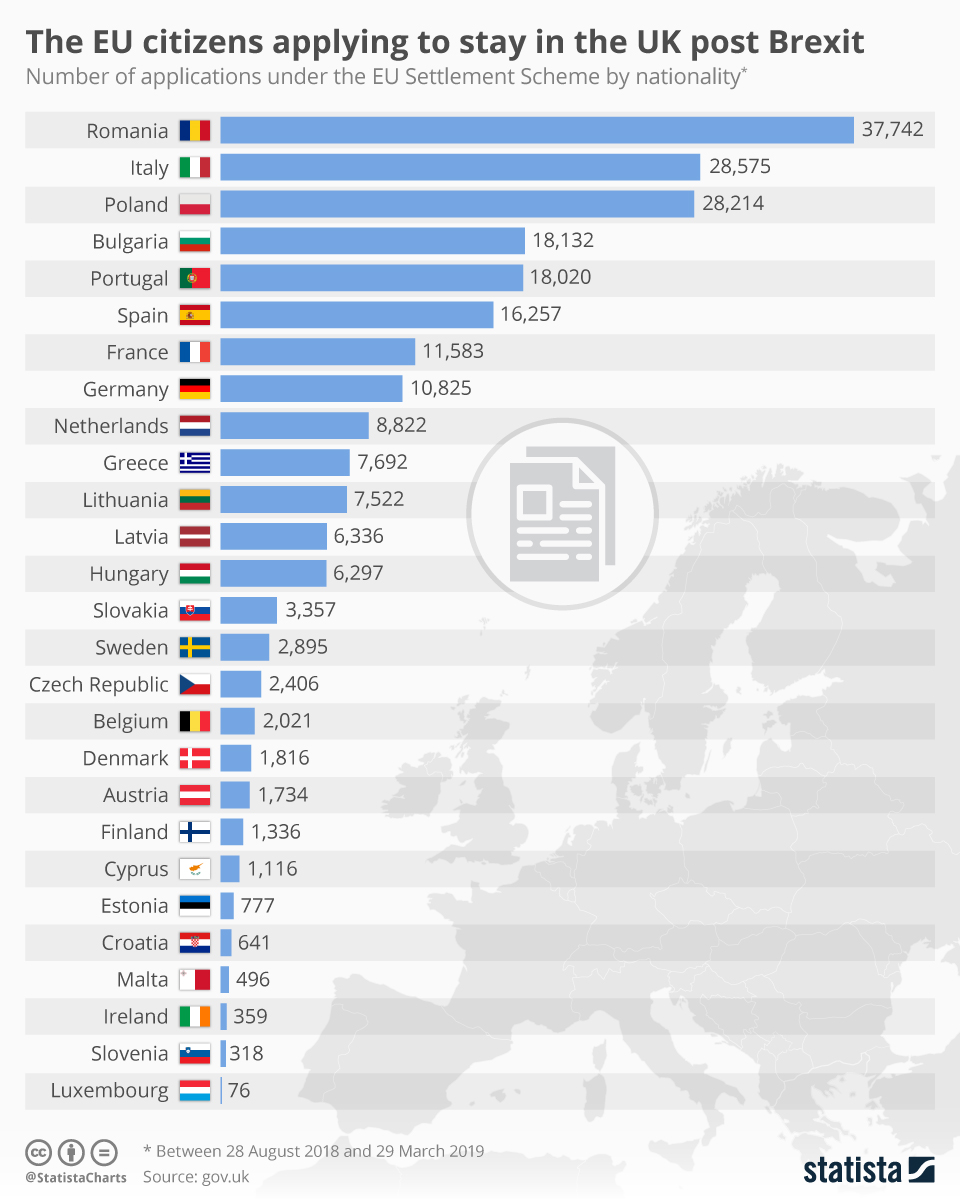 The EU citizens applying to stay in the UK post Brexit
Number of applications under the EU Settlement Scheme by nationality*
Romania 37,742
Italy 28,575
Poland 28,214
Bulgaria 18,132
Portugal 18,020
Spain 16,257
France 11,583
Germany 10,825
Netherlands 8,822
Greece 7,692
Lithuania 7,522
Latvia 6,336
Hungary 6,297
Slovakia 3,357
Sweden 2,895
Czech Republic 2,406
Belgium 2,021
Denmark 1,816
Austria 1,734
Finland 1,336
Cyprus 1,116
Estonia 777
Croatia 641
Malta 496
Ireland 359
Slovenia 318
Luxembourg 76
cc
* Between 28 August 2018 and 29 March 2019
@StatistaCharts Source: gov.uk
statista